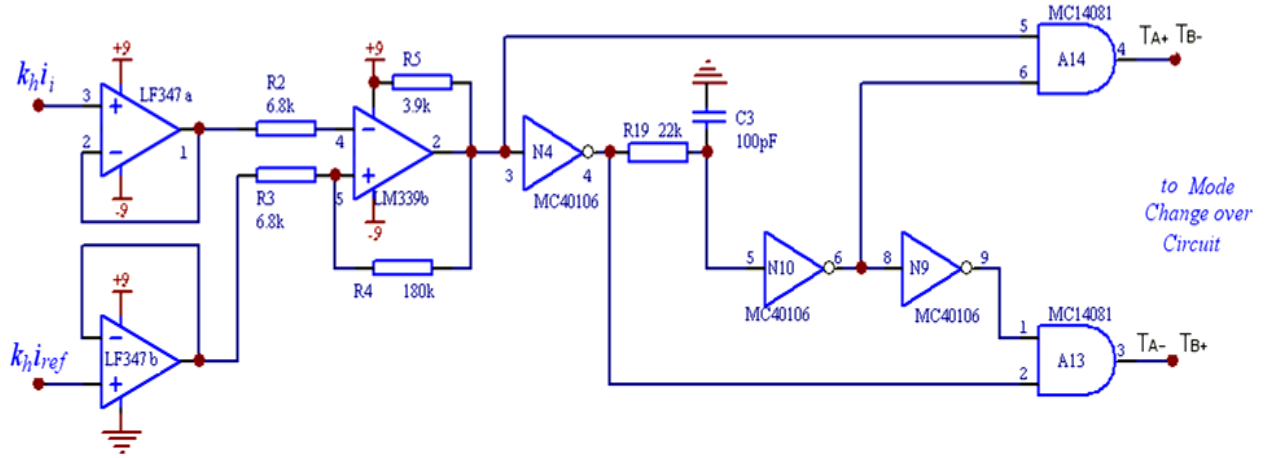 MC14081
5
T_A+ T_B-
4
A14
6
+9
k_h i_i
3
LF347a
2
1
-9
R2
6.8k
+9
R5
3.9k
4
2
R3
6.8k
5
LM339b
-9
R4
180k
N4
3
4
MC40106
R19 22k
C3
100pF
to Mode
Change over
Circuit
5
N10
6
8
N9
9
MC40106
MC40106
+9
LF347b
k_h i_ref
MC14081
1
T_A- T_B+
3
A13
2